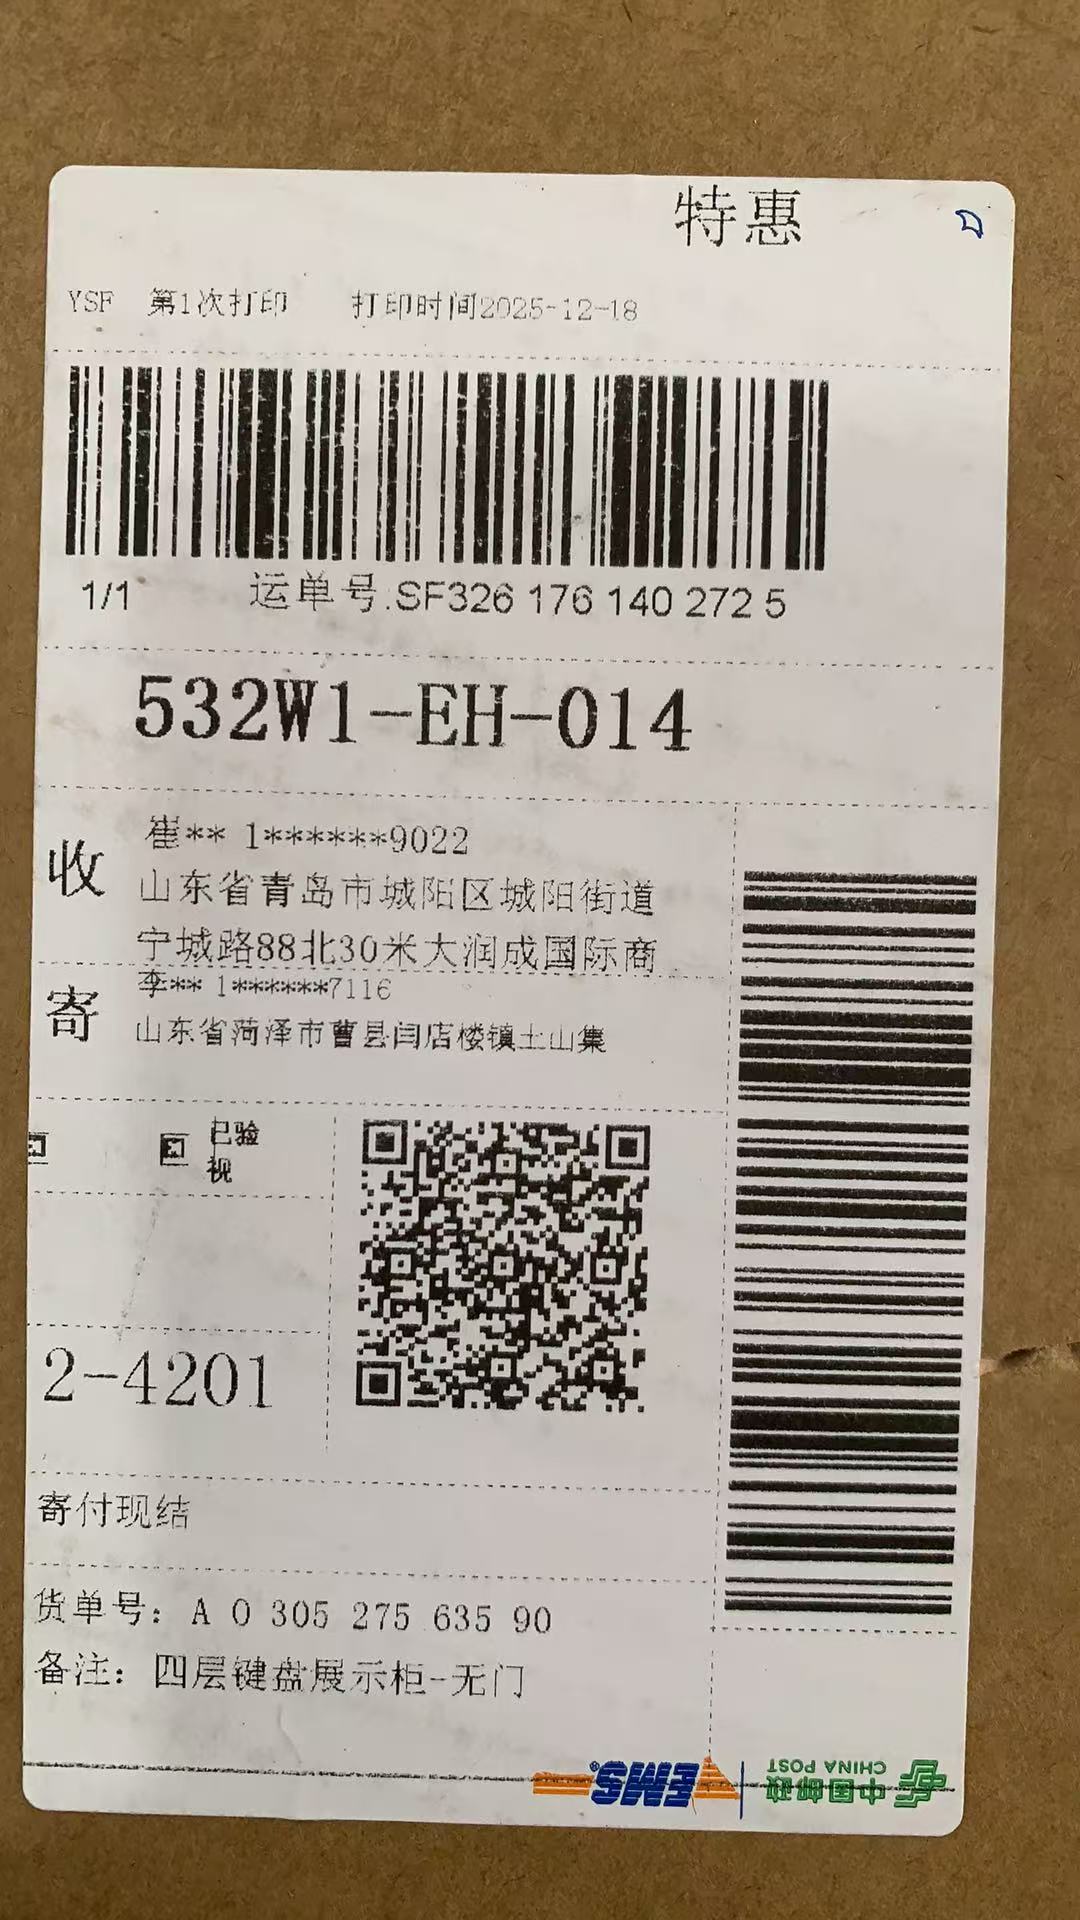 特惠
YSF 第1次打印 打印时间2025-12-18
1/1 运单号:SF326 176 140 272 5
532W1-EH-014
收
崔** 1******9022
山东省青岛市城阳区城阳街道
宁城路88北30米大润成国际商
寄
李** 1******7116
山东省菏泽市曹县闫店楼镇土山集
已验
视
2-4201
寄付现结
货单号: A 0 305 275 635 90
备注: 四层键盘展示柜-无门
中国邮政
CHINA POST
EMS®